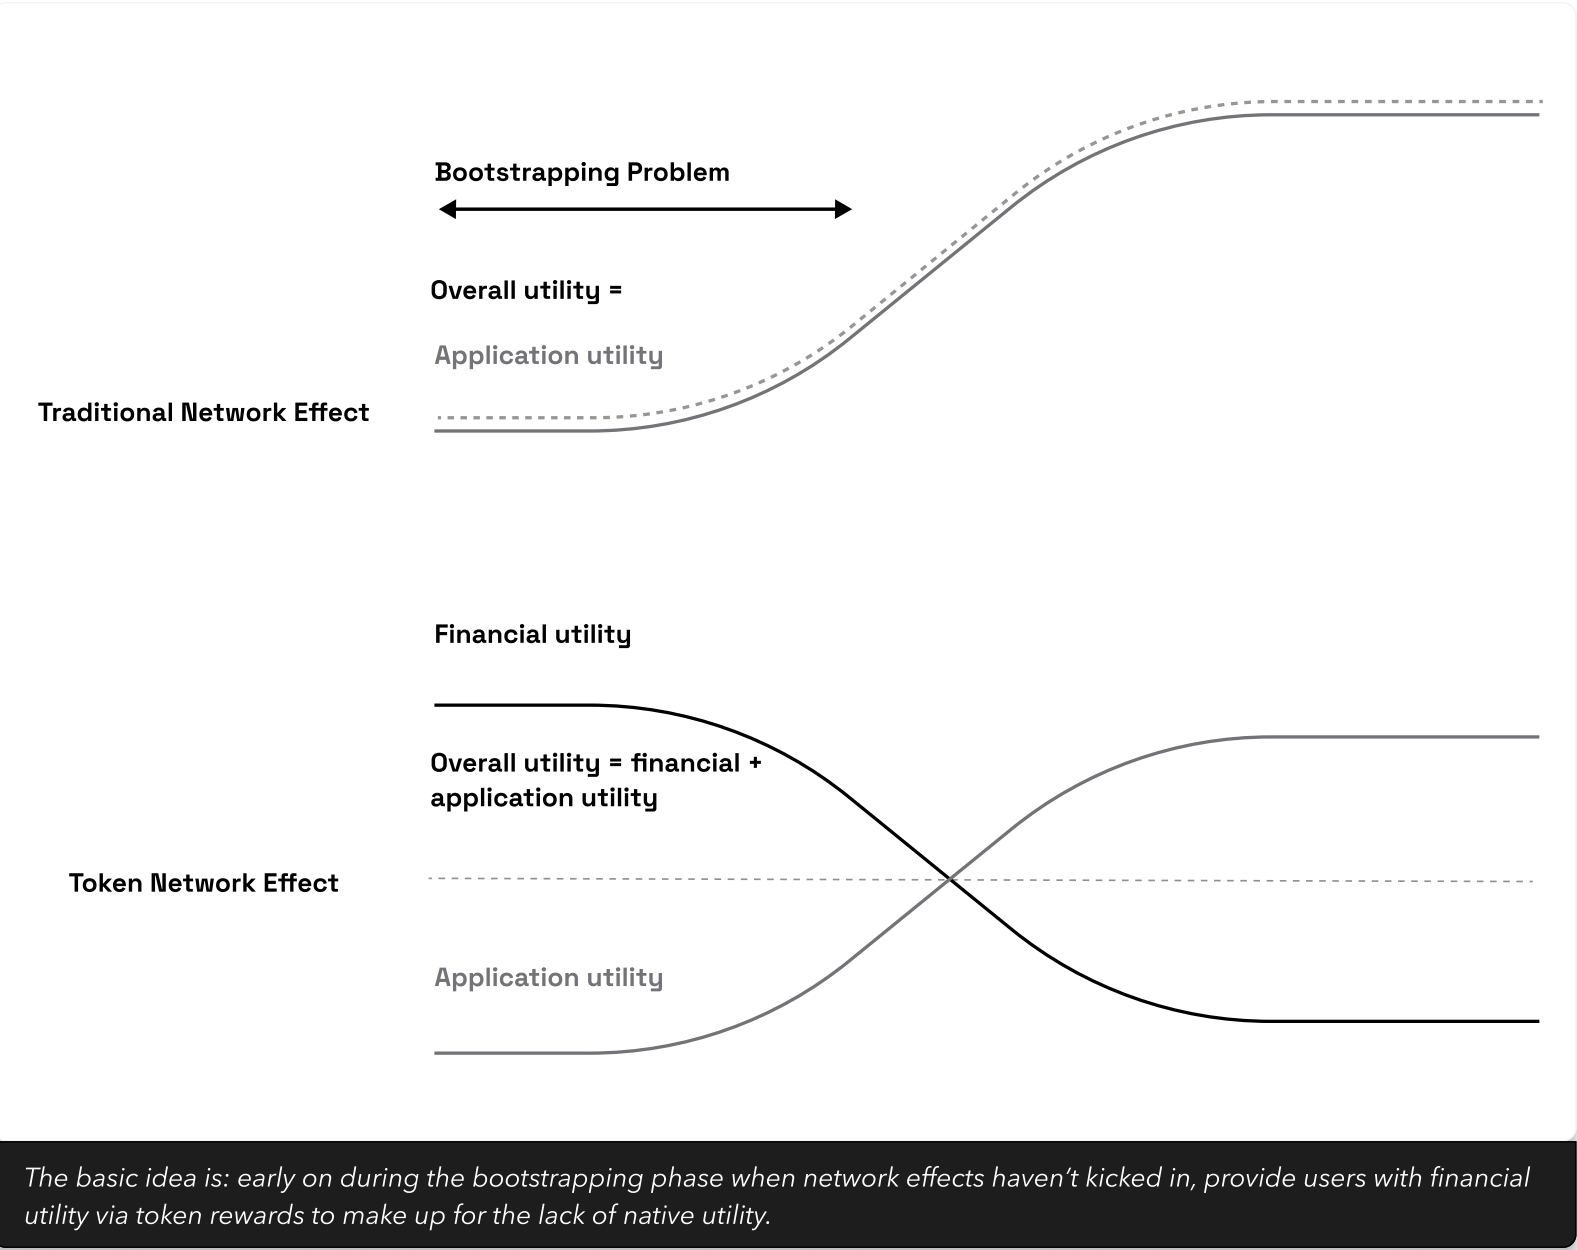 Bootstrapping Problem
Overall utility =
Application utility
Traditional Network Effect
Financial utility
Overall utility = financial +
application utility
Token Network Effect
Application utility
The basic idea is: early on during the bootstrapping phase when network effects haven’t kicked in, provide users with financial
utility via token rewards to make up for the lack of native utility.